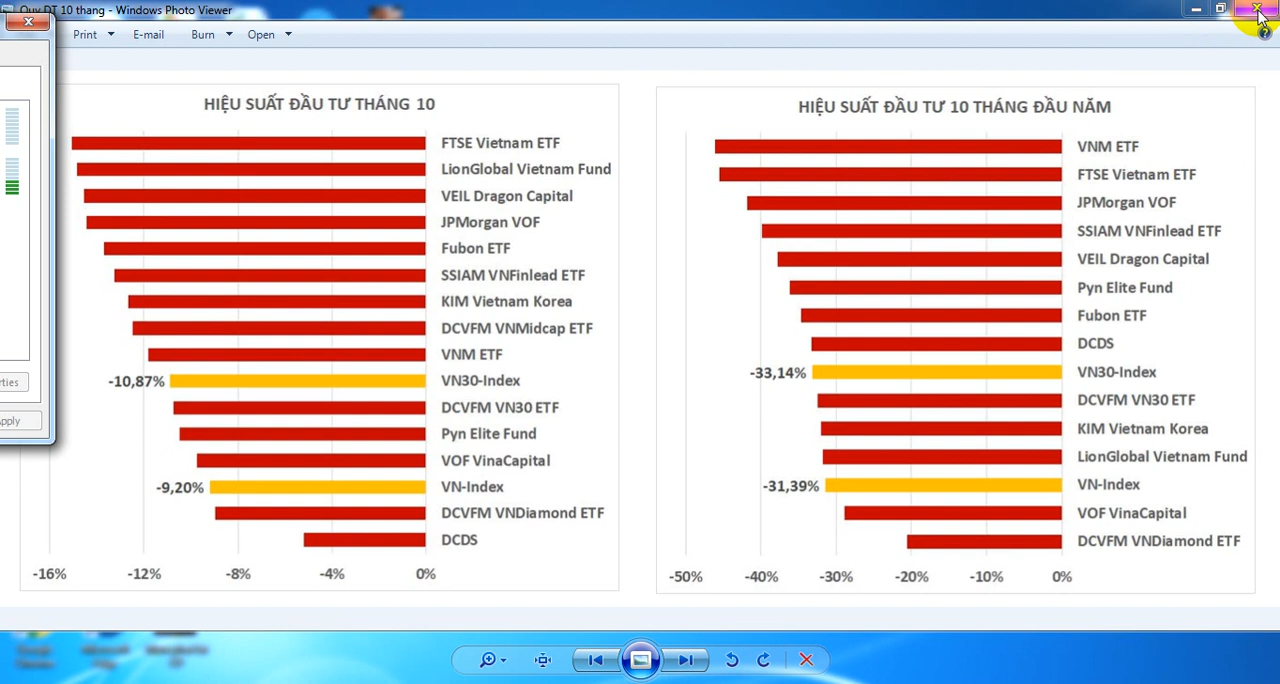 Quy DT 10 thang - Windows Photo Viewer
Print
E-mail
Burn
Open
rties
pply
HIỆU SUẤT ĐẦU TƯ THÁNG 10
FTSE Vietnam ETF
LionGlobal Vietnam Fund
VEIL Dragon Capital
JPMorgan VOF
Fubon ETF
SSIAM VNFinlead ETF
KIM Vietnam Korea
DCVFM VNMidcap ETF
VNM ETF
-10,87% VN30-Index
DCVFM VN30 ETF
Pyn Elite Fund
VOF VinaCapital
-9,20% VN-Index
DCVFM VNDiamond ETF
DCDS
-16% -12% -8% -4% 0%
HIỆU SUẤT ĐẦU TƯ 10 THÁNG ĐẦU NĂM
VNM ETF
FTSE Vietnam ETF
JPMorgan VOF
SSIAM VNFinlead ETF
VEIL Dragon Capital
Pyn Elite Fund
Fubon ETF
DCDS
-33,14% VN30-Index
DCVFM VN30 ETF
KIM Vietnam Korea
LionGlobal Vietnam Fund
-31,39% VN-Index
VOF VinaCapital
DCVFM VNDiamond ETF
-50% -40% -30% -20% -10% 0%